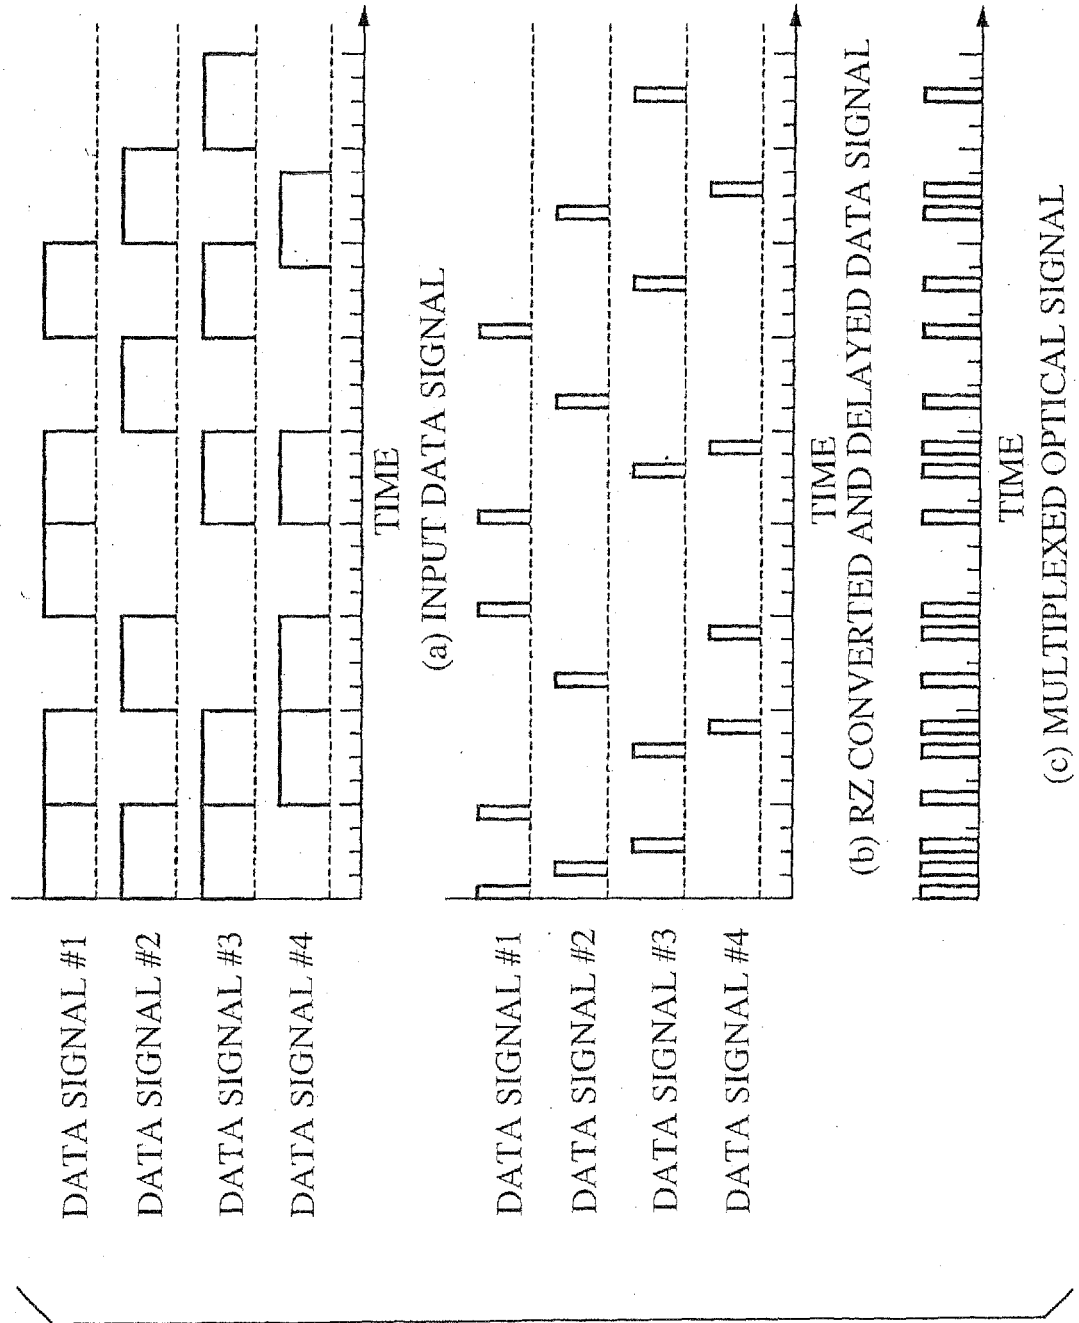 DATA SIGNAL #1
DATA SIGNAL #2
DATA SIGNAL #3
DATA SIGNAL #4
TIME
(a) INPUT DATA SIGNAL
DATA SIGNAL #1
DATA SIGNAL #2
DATA SIGNAL #3
DATA SIGNAL #4
TIME
(b) RZ CONVERTED AND DELAYED DATA SIGNAL
TIME
(c) MULTIPLEXED OPTICAL SIGNAL